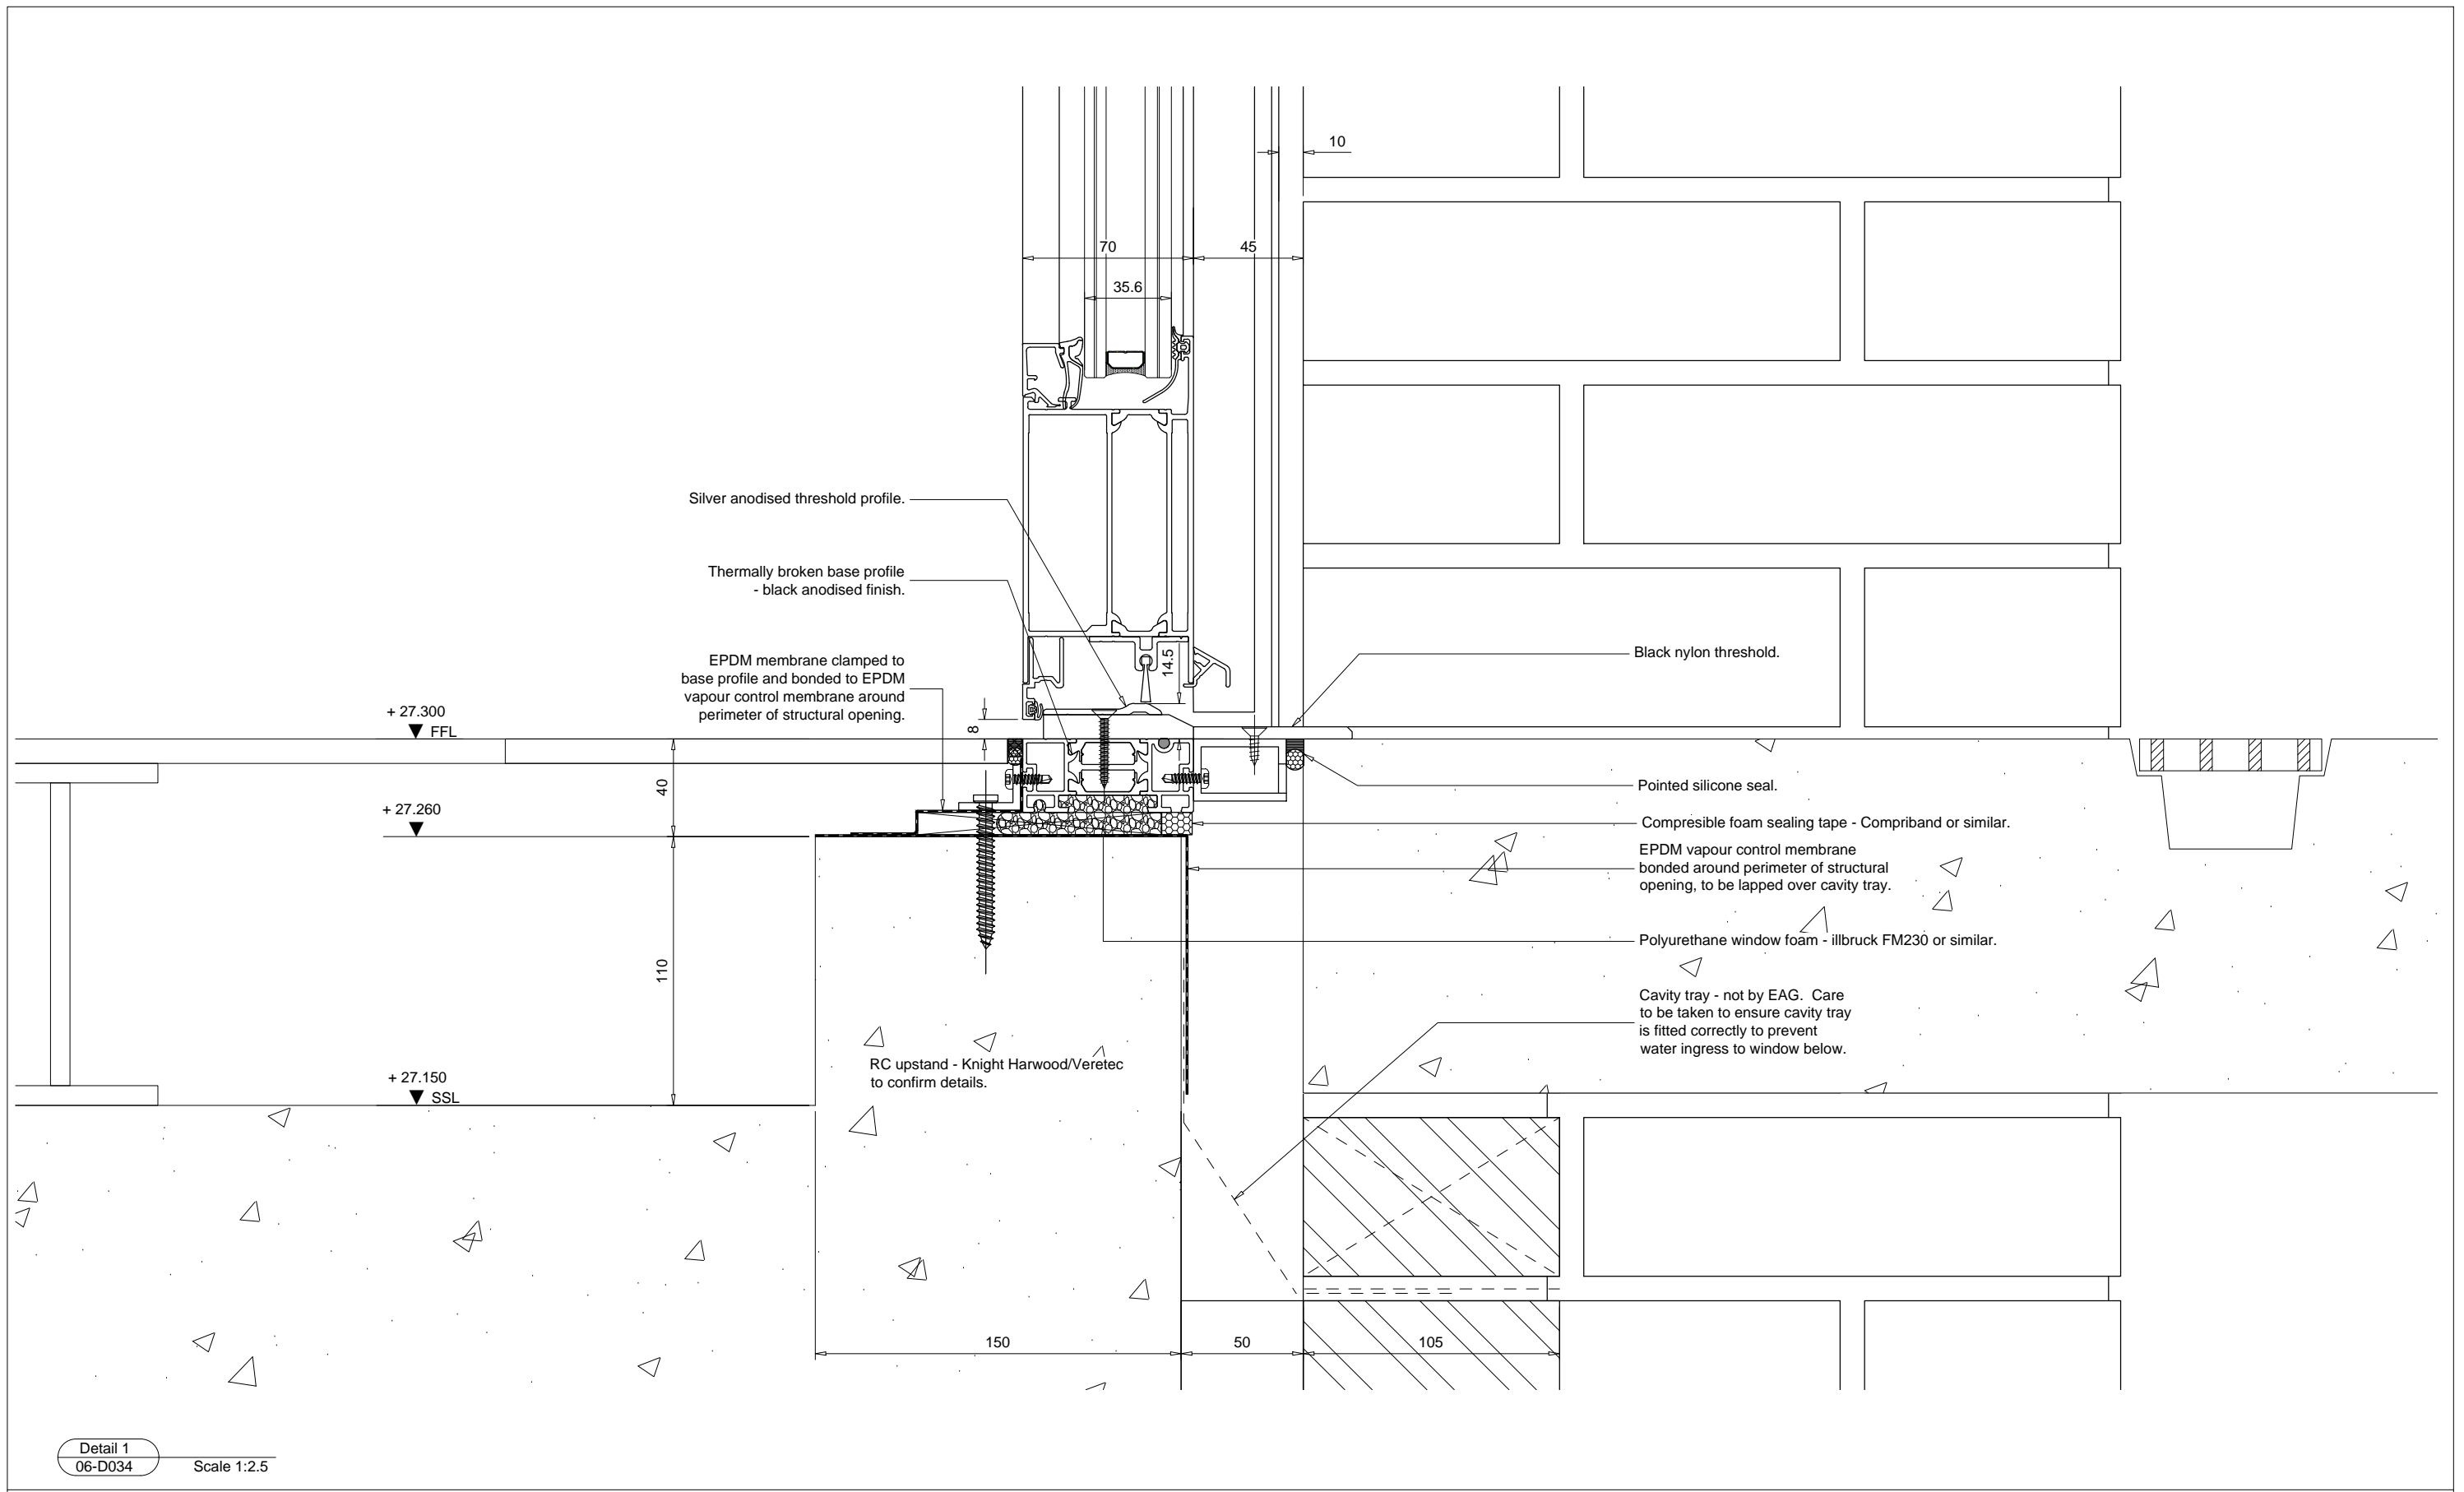 10
70
45
35.6
Silver anodised threshold profile.
Thermally broken base profile
- black anodised finish.
EPDM membrane clamped to
base profile and bonded to EPDM
vapour control membrane around
perimeter of structural opening.
14.5
Black nylon threshold.
+ 27.300
FFL
8
40
Pointed silicone seal.
+ 27.260
Compresible foam sealing tape - Compriband or similar.
EPDM vapour control membrane
bonded around perimeter of structural
opening, to be lapped over cavity tray.
Polyurethane window foam - illbruck FM230 or similar.
110
Cavity tray - not by EAG. Care
to be taken to ensure cavity tray
is fitted correctly to prevent
water ingress to window below.
RC upstand - Knight Harwood/Veretec
to confirm details.
+ 27.150
SSL
150
50
105
Detail 1
06-D034
Scale 1:2.5